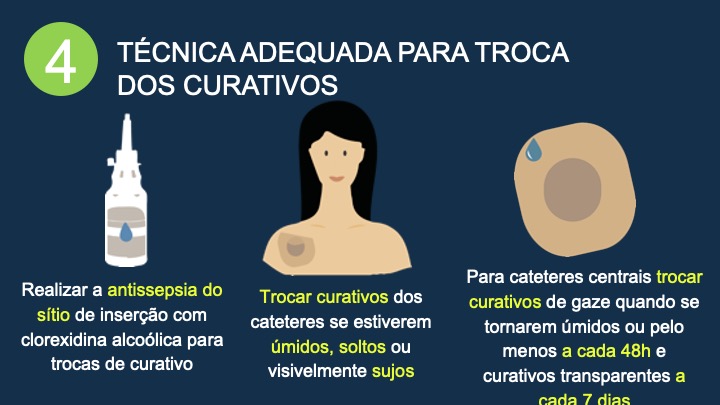 4
TÉCNICA ADEQUADA PARA TROCA
DOS CURATIVOS
Realizar a antissepsia do
sítio de inserção com
clorexidina alcoólica para
trocas de curativo
Trocar curativos dos
cateteres se estiverem
úmidos, soltos ou
visivelmente sujos
Para cateteres centrais trocar
curativos de gaze quando se
tornarem úmidos ou pelo
menos a cada 48h e
curativos transparentes a
cada 7 dias